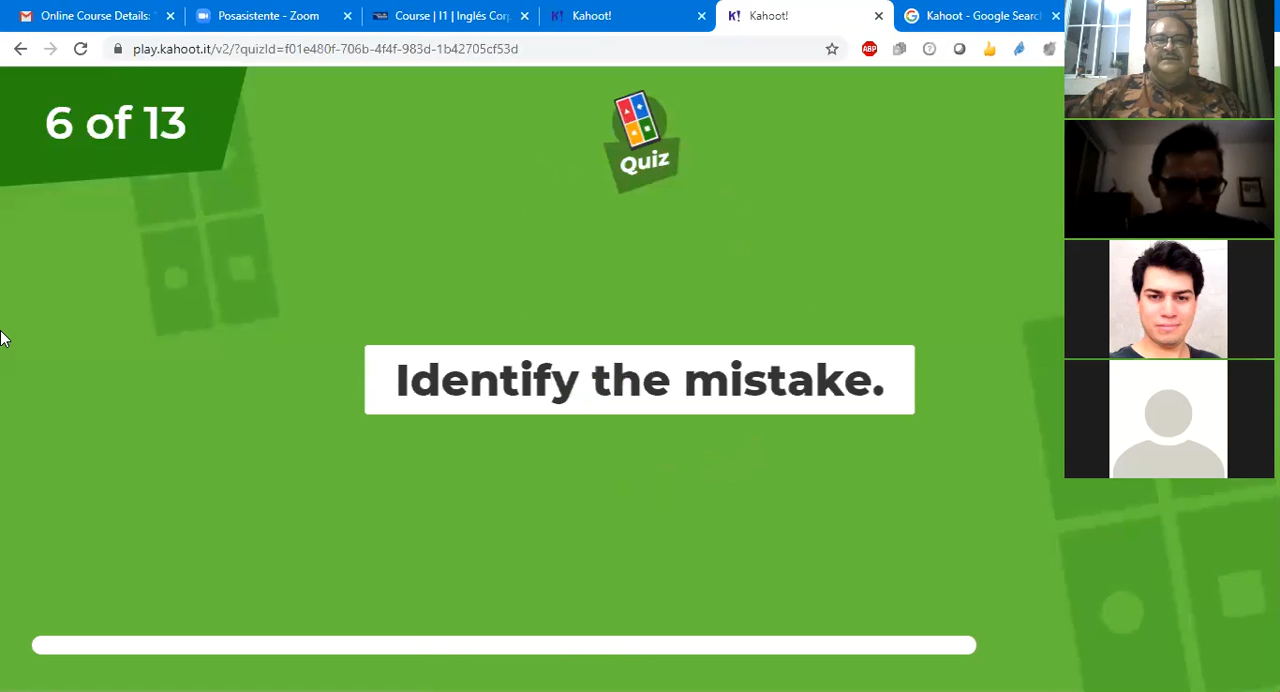 Online Course Details: "
Posasistente - Zoom
Course | I1 | Inglés Corp
Kahoot!
Kahoot!
Kahoot - Google Search
play.kahoot.it/v2/?quizId=f01e480f-706b-4f4f-983d-1b42705cf53d
ABP
6 of 13
Quiz
Identify the mistake.